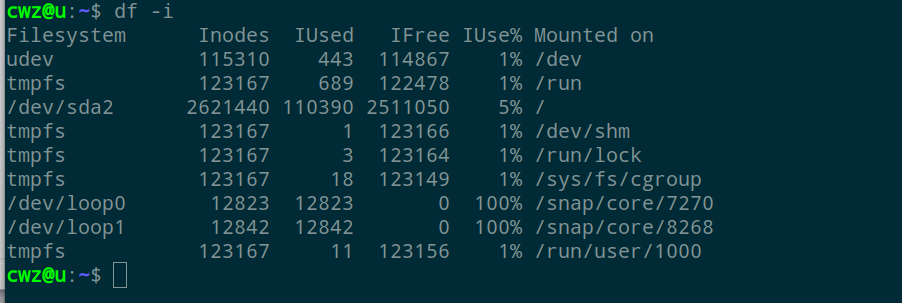 cwz@u:~$ df -i
Filesystem      Inodes  IUsed   IFree IUse% Mounted on
udev            115310    443  114867    1% /dev
tmpfs           123167    689  122478    1% /run
/dev/sda2      2621440 110390 2511050    5% /
tmpfs           123167      1  123166    1% /dev/shm
tmpfs           123167      3  123164    1% /run/lock
tmpfs           123167     18  123149    1% /sys/fs/cgroup
/dev/loop0       12823  12823       0  100% /snap/core/7270
/dev/loop1       12842  12842       0  100% /snap/core/8268
tmpfs           123167     11  123156    1% /run/user/1000
cwz@u:~$